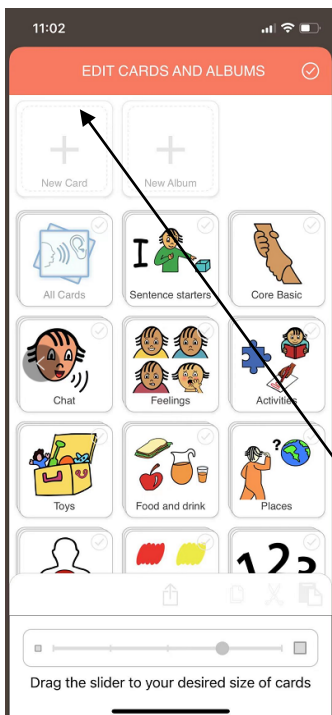 11:02
EDIT CARDS AND ALBUMS
New Card New Album
All Cards Sentence starters Core Basic
I
Chat Feelings Activities
?
Toys Food and drink Places
123
Drag the slider to your desired size of cards